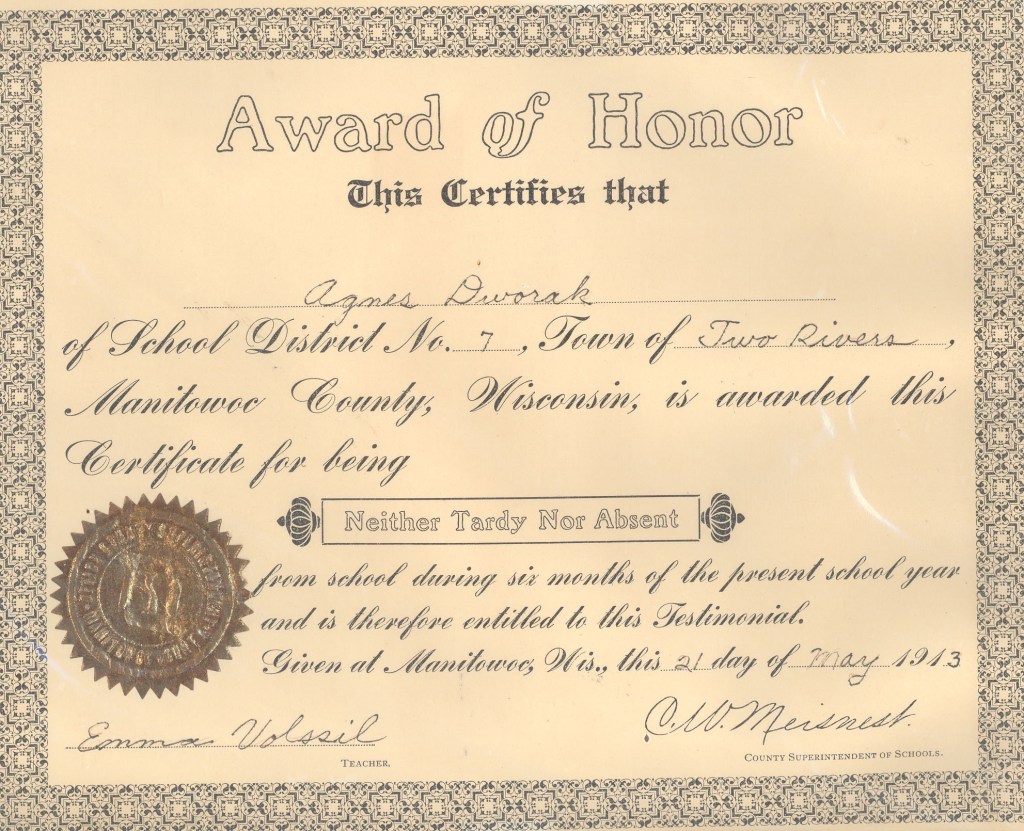 Award of Honor
This Certifies that
Agnes Dworak
of School District No. 7, Town of Two Rivers,
Manitowoc County, Wisconsin, is awarded this
Certificate for being
Neither Tardy Nor Absent
from school during six months of the present school year
and is therefore entitled to this Testimonial.
Given at Manitowoc, Wis., this 21 day of May 1913
Emma Volssil
C.W. Meisnest.
Teacher.
County Superintendent of Schools.